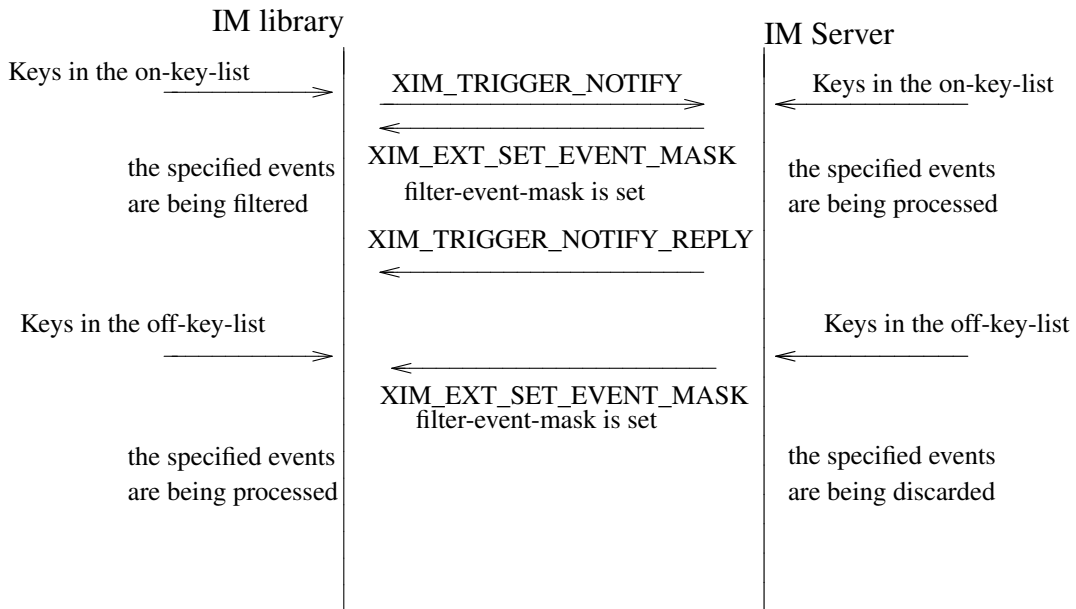 IM library
IM Server
Keys in the on-key-list
XIM_TRIGGER_NOTIFY
Keys in the on-key-list
XIM_EXT_SET_EVENT_MASK
filter-event-mask is set
the specified events
are being filtered
the specified events
are being processed
XIM_TRIGGER_NOTIFY_REPLY
Keys in the off-key-list
Keys in the off-key-list
XIM_EXT_SET_EVENT_MASK
filter-event-mask is set
the specified events
are being processed
the specified events
are being discarded